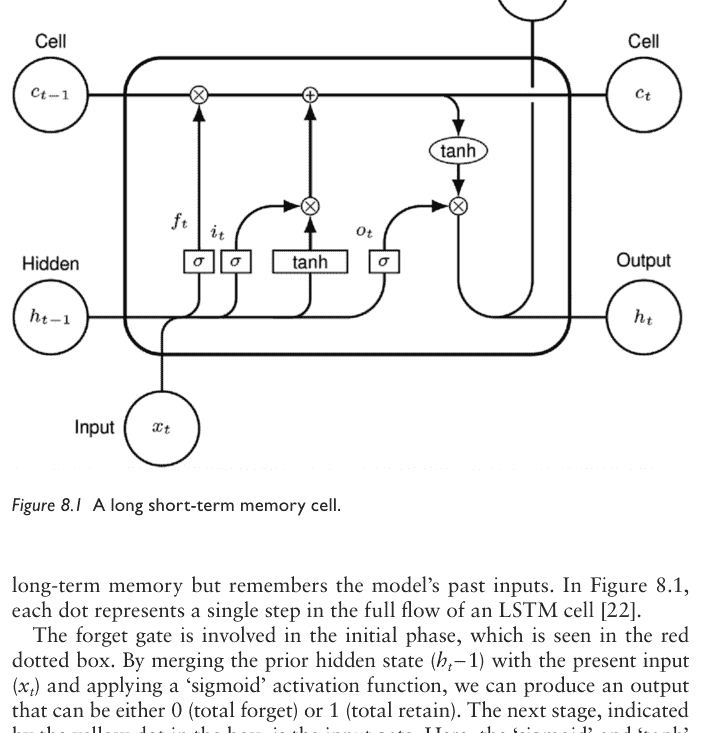 Cell
Cell
c_{t−1}
c_t
tanh
f_t
i_t
o_t
σ
σ
tanh
σ
Hidden
Output
h_{t−1}
h_t
Input
x_t
Figure 8.1 A long short-term memory cell.
long-term memory but remembers the model’s past inputs. In Figure 8.1,
each dot represents a single step in the full flow of an LSTM cell [22].
The forget gate is involved in the initial phase, which is seen in the red
dotted box. By merging the prior hidden state (h_t−1) with the present input
(x_t) and applying a ‘sigmoid’ activation function, we can produce an output
that can be either 0 (total forget) or 1 (total retain). The next stage, indicated